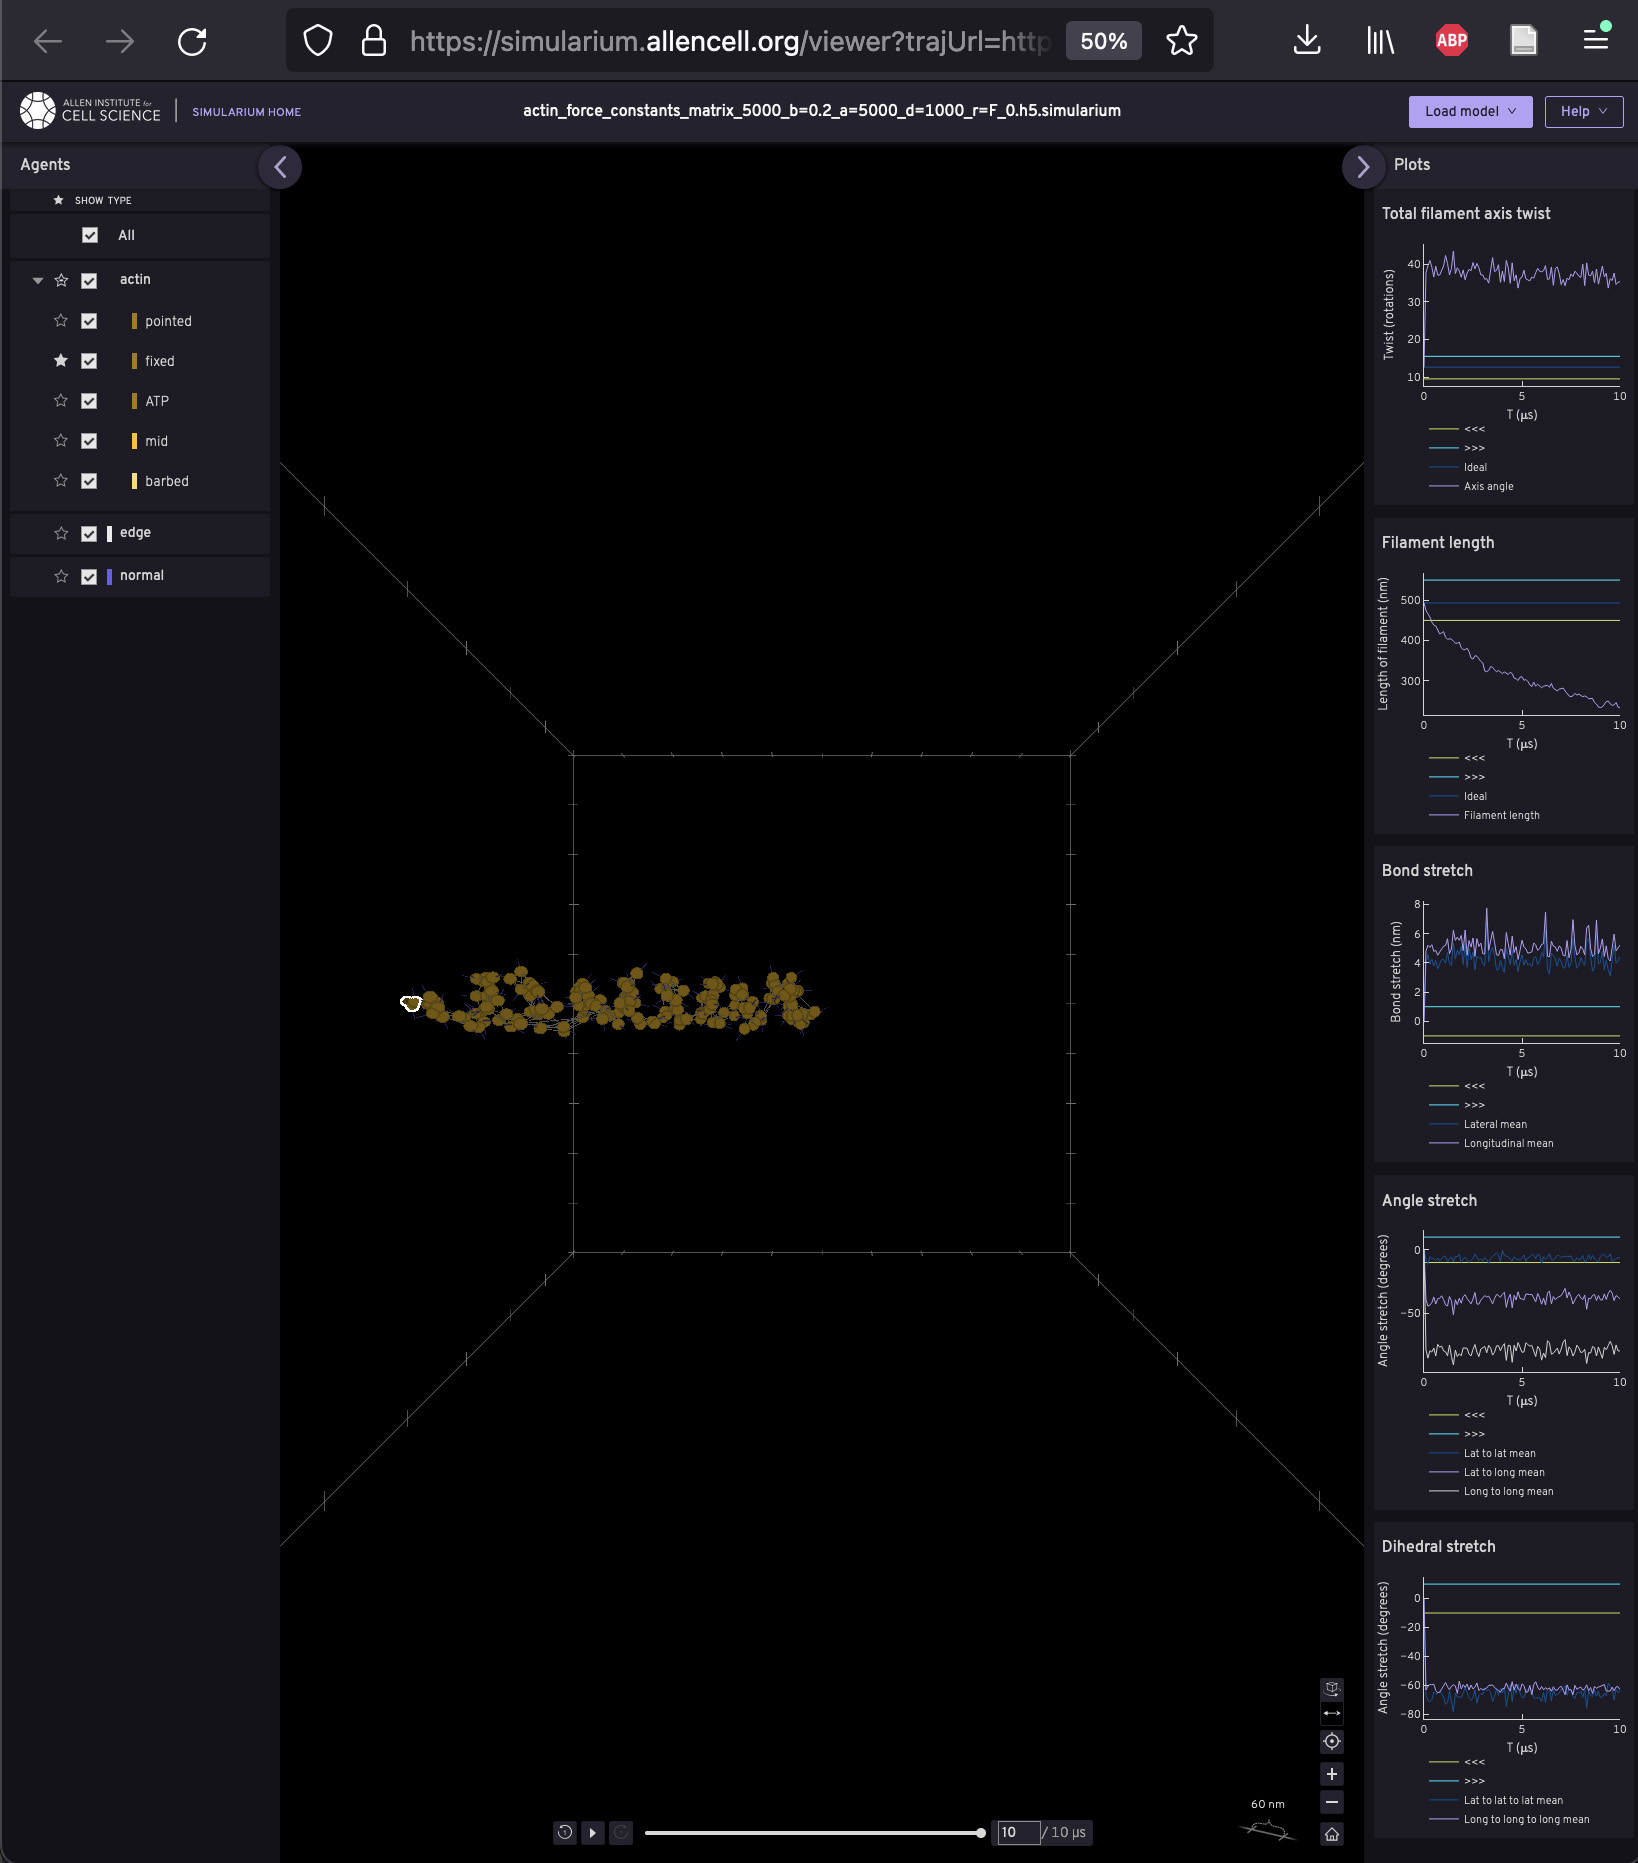 https://simularium.allencell.org/viewer?trajUrl=http
50%
ABP
ALLEN INSTITUTE for
CELL SCIENCE
SIMULARIUM HOME
actin_force_constants_matrix_5000_b=0.2_a=5000_d=1000_r=F_0.h5.simularium
Load model
Help
Agents
SHOW TYPE
All
actin
pointed
fixed
ATP
mid
barbed
edge
normal
60 nm
10 / 10 µs
Plots
Total filament axis twist
Twist (rotations)
40
30
20
10
0 5 10
T (µs)
<<<
>>>
Ideal
Axis angle
Filament length
Length of filament (nm)
500
400
300
0 5 10
T (µs)
<<<
>>>
Ideal
Filament length
Bond stretch
Bond stretch (nm)
8
6
4
2
0
0 5 10
T (µs)
<<<
>>>
Lateral mean
Longitudinal mean
Angle stretch
Angle stretch (degrees)
0
−50
0 5 10
T (µs)
<<<
>>>
Lat to lat mean
Lat to long mean
Long to long mean
Dihedral stretch
Angle stretch (degrees)
0
−20
−40
−60
−80
0 5 10
T (µs)
<<<
>>>
Lat to lat to lat mean
Long to long to long mean